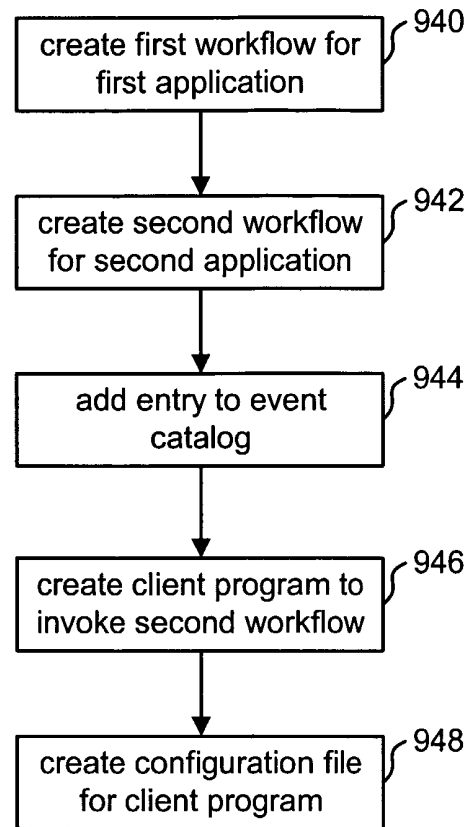 create first workflow for
first application
940
create second workflow
for second application
942
add entry to event
catalog
944
create client program to
invoke second workflow
946
create configuration file
for client program
948